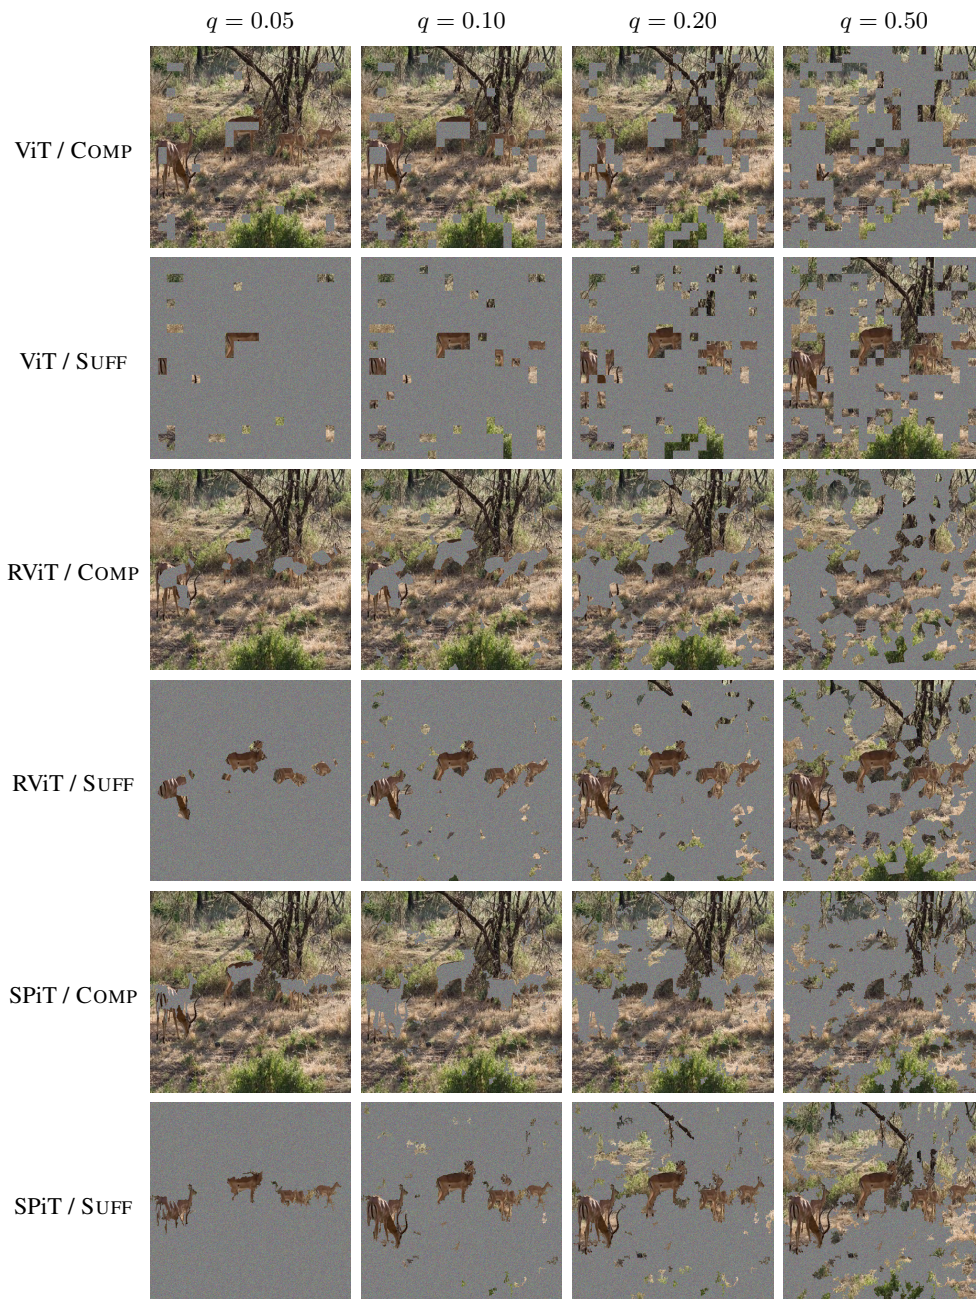 q = 0.05 q = 0.10 q = 0.20 q = 0.50
ViT / COMP
ViT / SUFF
RViT / COMP
RViT / SUFF
SPiT / COMP
SPiT / SUFF